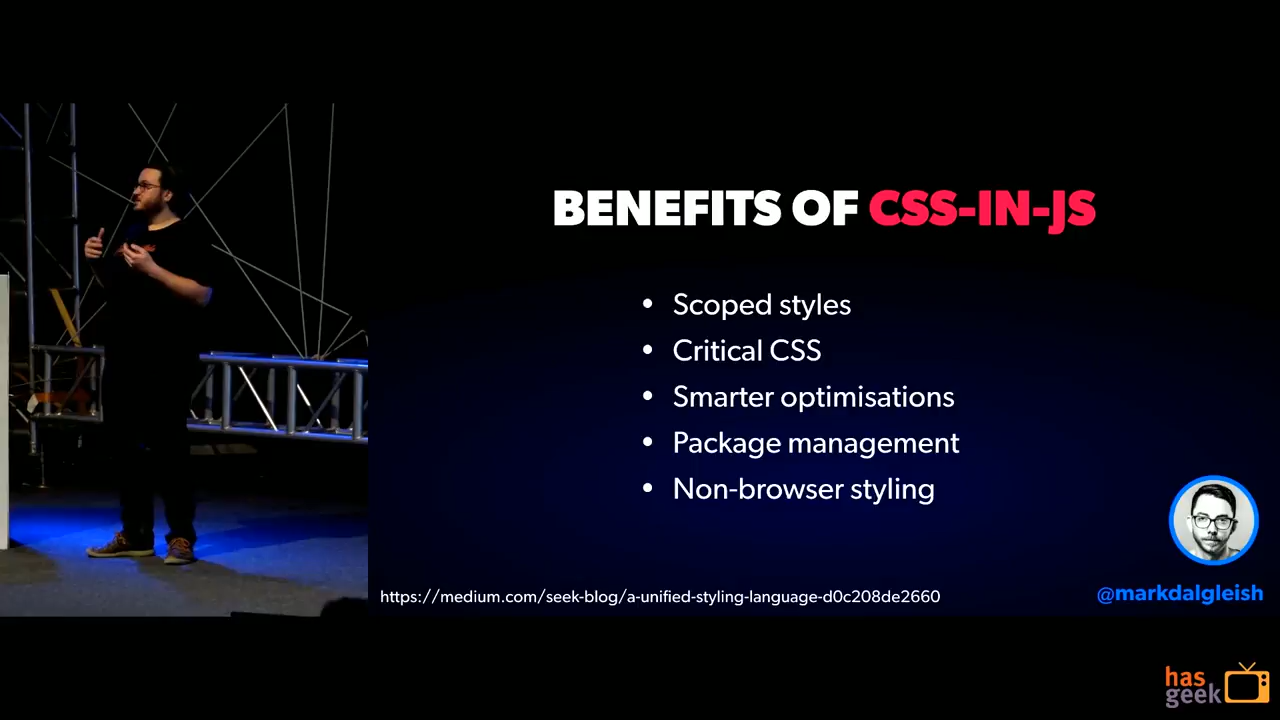 BENEFITS OF CSS-IN-JS
• Scoped styles
• Critical CSS
• Smarter optimisations
• Package management
• Non-browser styling
https://medium.com/seek-blog/a-unified-styling-language-d0c208de2660
@markdalgleish
has
geek